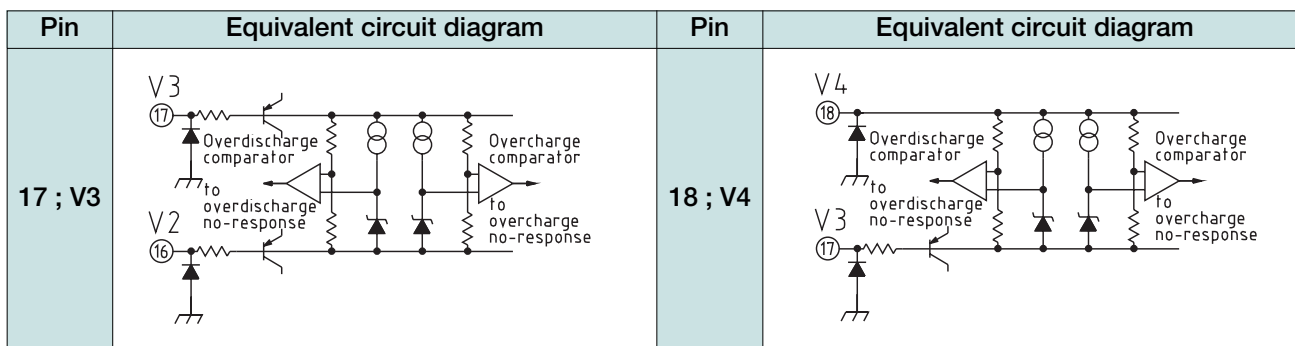 Pin
Equivalent circuit diagram
Pin
Equivalent circuit diagram
17 ; V3
V3
17
Overdischarge
comparator
Overcharge
comparator
to
overdischarge
no-response
to
overcharge
no-response
V2
16
18 ; V4
V4
18
Overdischarge
comparator
Overcharge
comparator
to
overdischarge
no-response
to
overcharge
no-response
V3
17